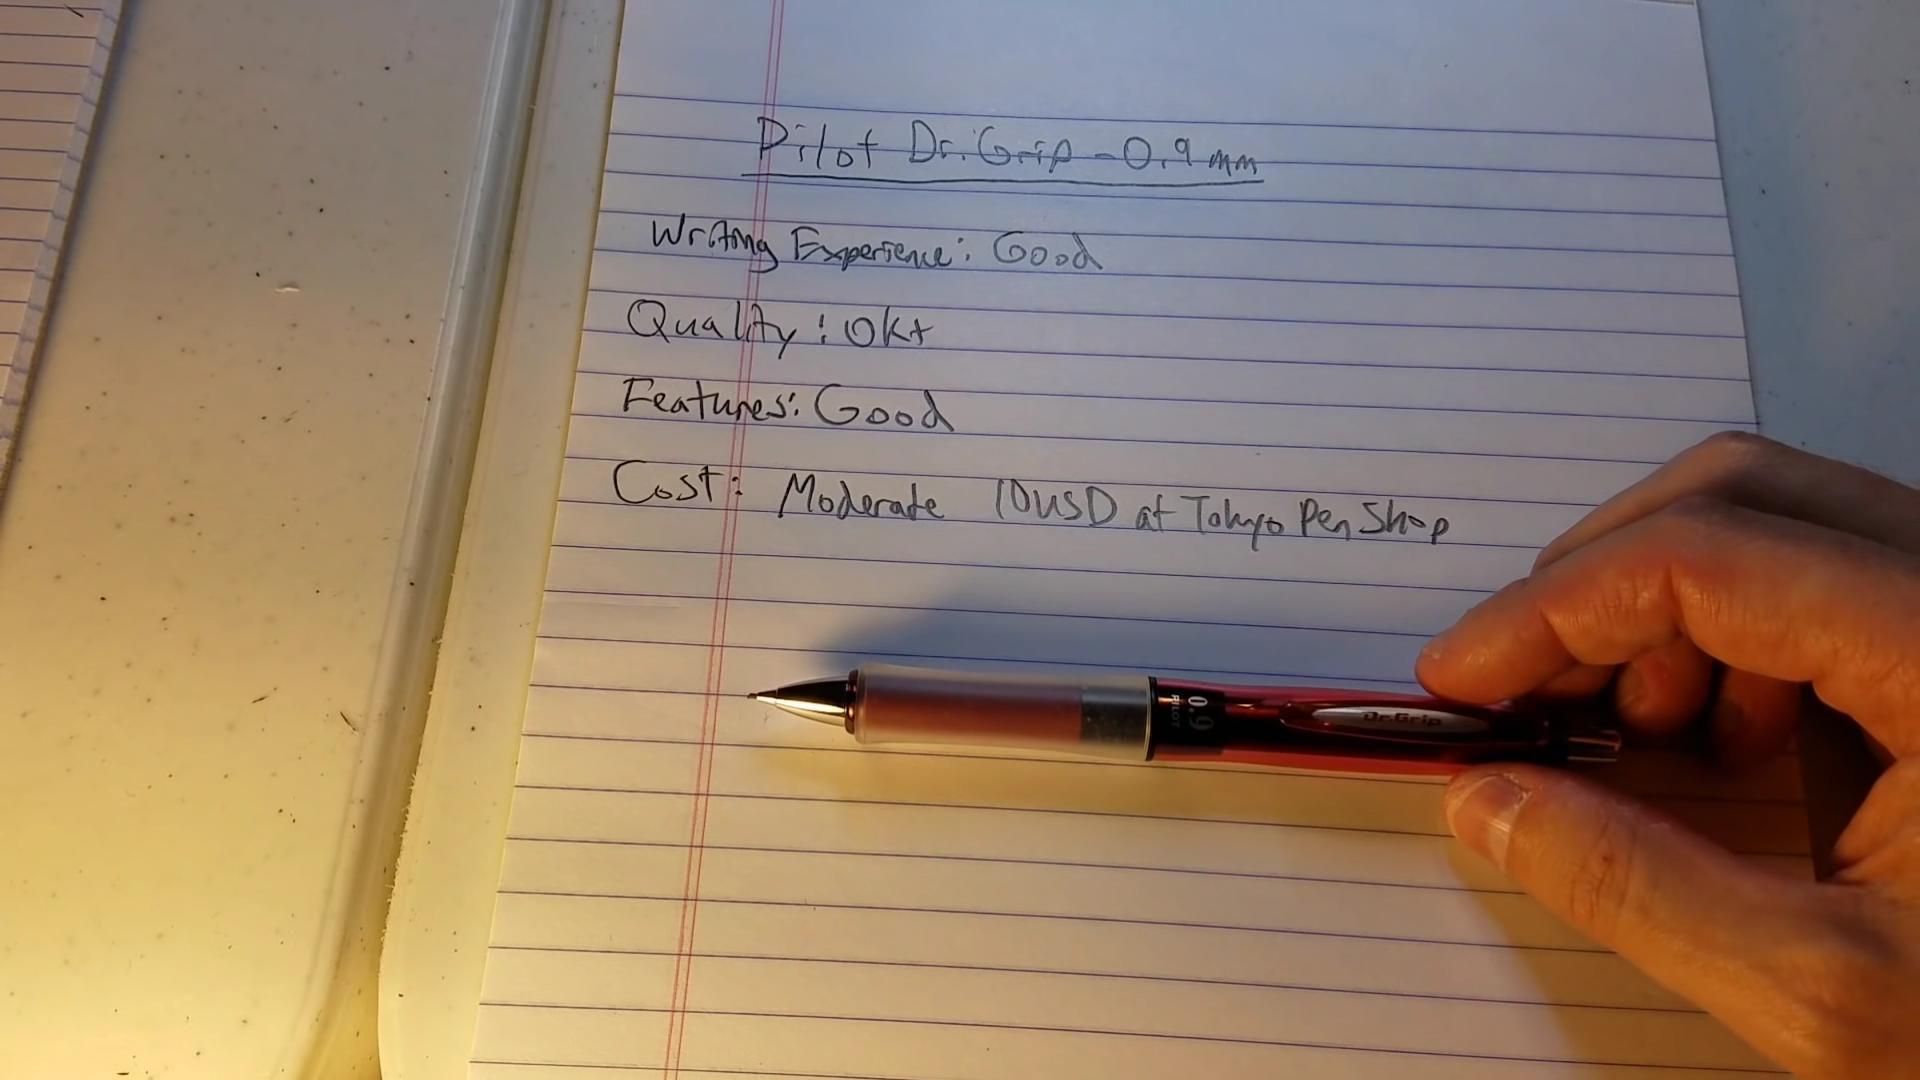 Pilot Dr. Grip - 0.9 mm
Writing Experience: Good
Quality: Ok+
Features: Good
Cost: Moderate 10USD at Tokyo Pen Shop
0.9
PILOT
Dr.Grip